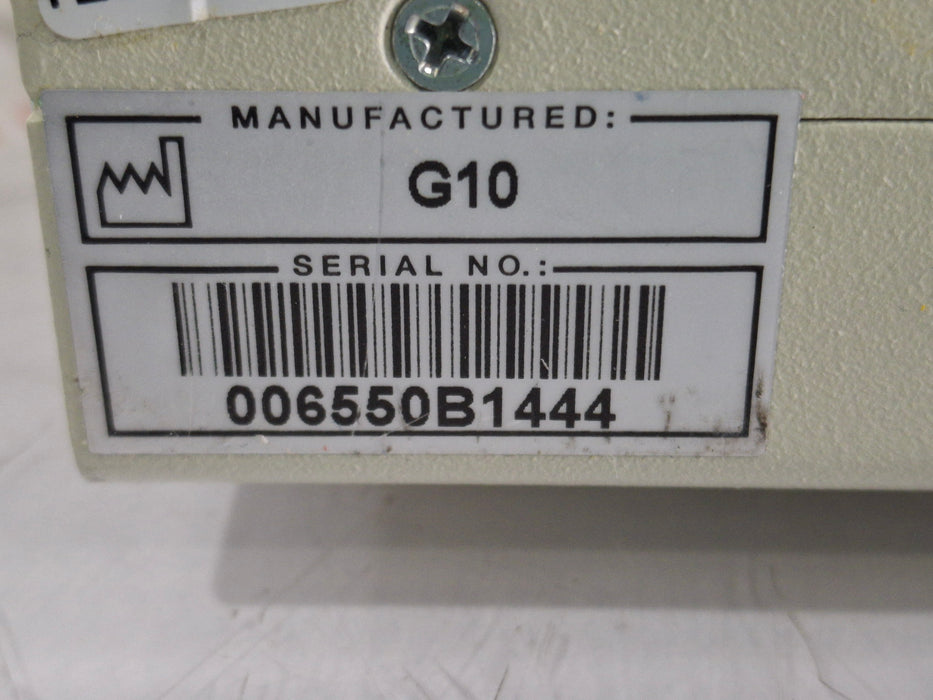 MANUFACTURED:
G10
SERIAL NO.:
006550B1444